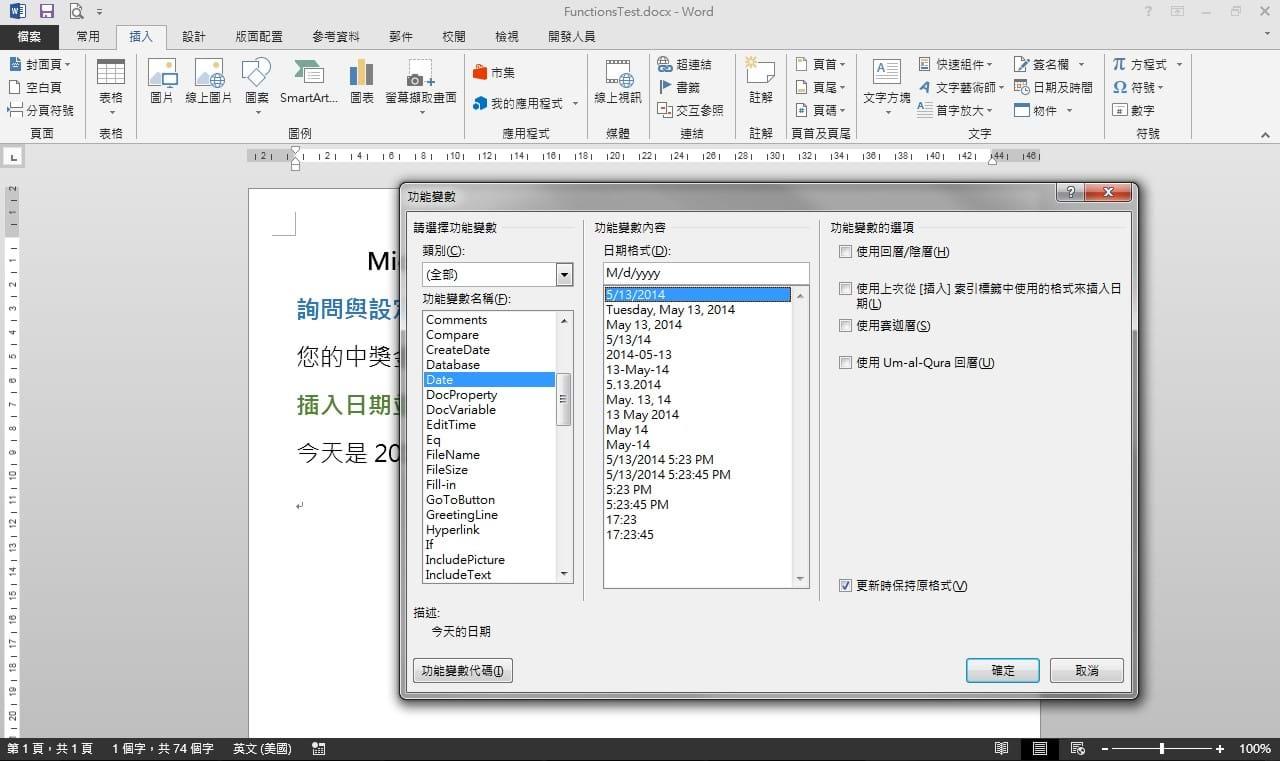 FunctionsTest.docx - Word
檔案 常用 插入 設計 版面配置 參考資料 郵件 校閱 檢視 開發人員
封面頁
空白頁
分頁符號
頁面
表格
表格
圖片 線上圖片 圖案 SmartArt... 圖表 螢幕擷取畫面
圖例
市集
我的應用程式
應用程式
線上視訊
媒體
超連結
書籤
交互參照
連結
註解
註解
頁首
頁尾
頁碼
頁首及頁尾
文字方塊
快速組件
文字藝術師
首字放大
簽名欄
日期及時間
物件
文字
方程式
符號
數字
符號
Mi
詢問與設定
您的中獎金
插入日期並
今天是 20
功能變數
請選擇功能變數
類別(C):
(全部)
功能變數名稱(F):
Comments
Compare
CreateDate
Database
Date
DocProperty
DocVariable
EditTime
Eq
FileName
FileSize
Fill-in
GoToButton
GreetingLine
Hyperlink
If
IncludePicture
IncludeText
功能變數內容
日期格式(D):
M/d/yyyy
5/13/2014
Tuesday, May 13, 2014
May 13, 2014
5/13/14
2014-05-13
13-May-14
5.13.2014
May. 13, 14
13 May 2014
May 14
May-14
5/13/2014 5:23 PM
5/13/2014 5:23:45 PM
5:23 PM
5:23:45 PM
17:23
17:23:45
功能變數的選項
使用回曆/陰曆(H)
使用上次從 [插入] 索引標籤中使用的格式來插入日
期(L)
使用裘迦曆(S)
使用 Um-al-Qura 回曆(U)
更新時保持原格式(V)
描述:
今天的日期
功能變數代碼(I)
確定
取消
第 1 頁，共 1 頁 1 個字，共 74 個字 英文 (美國)
100%